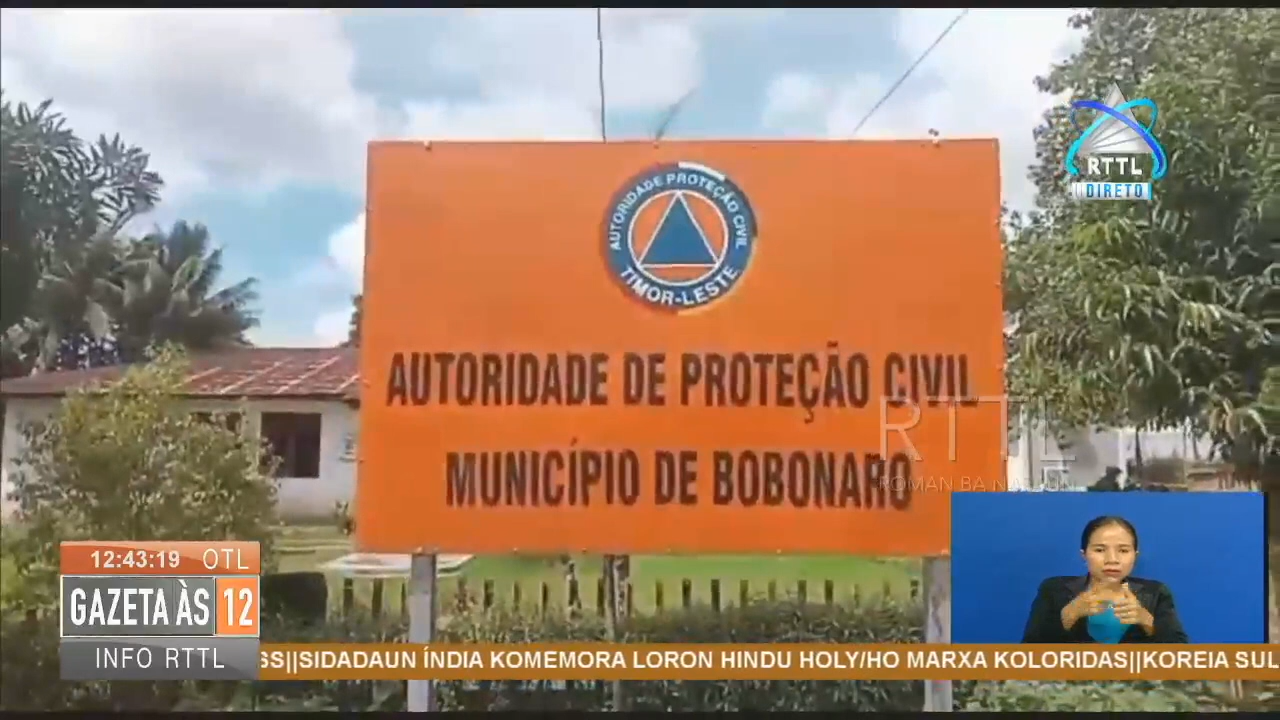 AUTORIDADE PROTEÇÃO CIVIL
TIMOR-LESTE
AUTORIDADE DE PROTEÇÃO CIVIL
MUNICÍPIO DE BOBONARO
RTTL
DIRETO
RTTL
ROMAN BA NASAUN
12:43:19 OTL
GAZETA ÀS 12
INFO RTTL
SS||SIDADAUN ÍNDIA KOMEMORA LORON HINDU HOLY/HO MARXA KOLORIDAS||KOREIA SUL